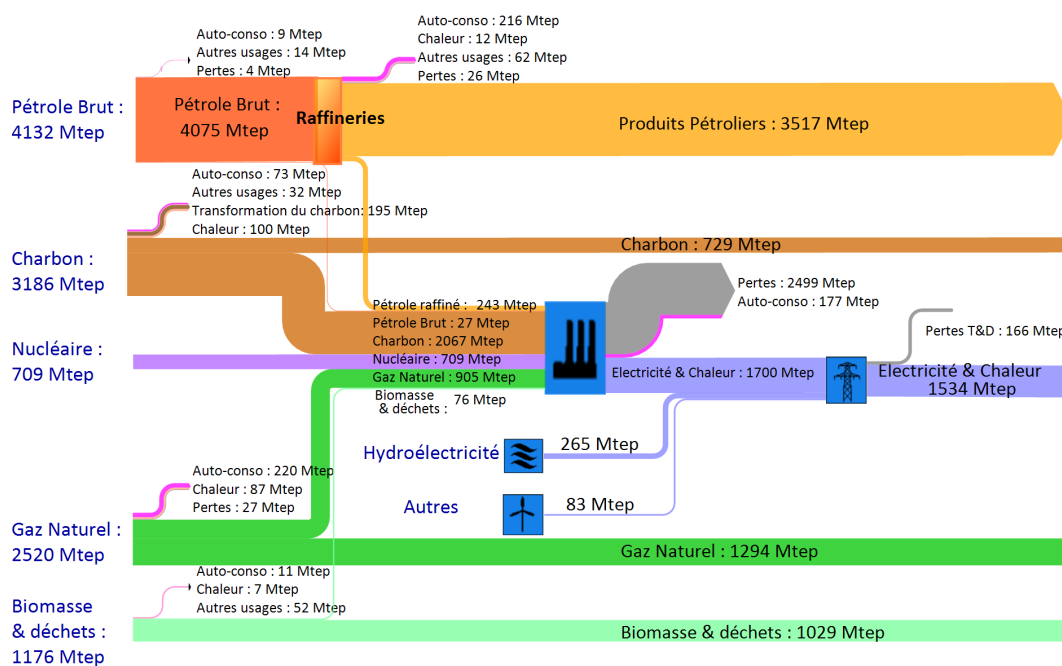 Auto-conso : 9 Mtep
Autres usages : 14 Mtep
Pertes : 4 Mtep
Auto-conso : 216 Mtep
Chaleur : 12 Mtep
Autres usages : 62 Mtep
Pertes : 26 Mtep
Pétrole Brut :
4132 Mtep
Pétrole Brut :
4075 Mtep
Raffineries
Produits Pétroliers : 3517 Mtep
Auto-conso : 73 Mtep
Autres usages : 32 Mtep
Transformation du charbon: 195 Mtep
Chaleur : 100 Mtep
Charbon :
3186 Mtep
Charbon : 729 Mtep
Pertes : 2499 Mtep
Auto-conso : 177 Mtep
Pétrole raffiné : 243 Mtep
Pétrole Brut : 27 Mtep
Charbon : 2067 Mtep
Nucléaire : 709 Mtep
Gaz Naturel : 905 Mtep
Biomasse
& déchets : 76 Mtep
Nucléaire :
709 Mtep
Electricité & Chaleur : 1700 Mtep
Pertes T&D : 166 Mtep
Electricité & Chaleur
1534 Mtep
Hydroélectricité
265 Mtep
Autres
83 Mtep
Auto-conso : 220 Mtep
Chaleur : 87 Mtep
Pertes : 27 Mtep
Gaz Naturel :
2520 Mtep
Gaz Naturel : 1294 Mtep
Auto-conso : 11 Mtep
Chaleur : 7 Mtep
Autres usages : 52 Mtep
Biomasse
& déchets :
1176 Mtep
Biomasse & déchets : 1029 Mtep